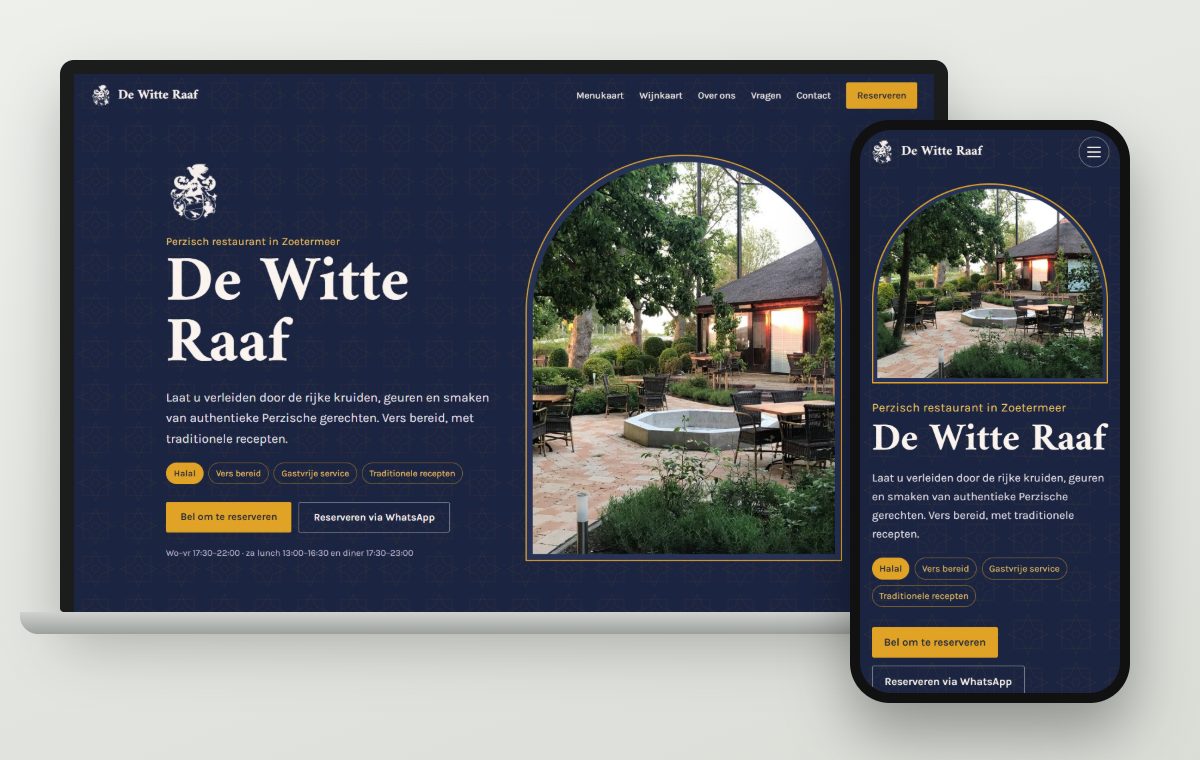 De Witte Raaf
Menukaart Wijnkaart Over ons Vragen Contact Reserveren
Perzisch restaurant in Zoetermeer
De Witte
Raaf
Laat u verleiden door de rijke kruiden, geuren en smaken
van authentieke Perzische gerechten. Vers bereid, met
traditionele recepten.
Halal Vers bereid Gastvrije service Traditionele recepten
Bel om te reserveren Reserveren via WhatsApp
Wo–vr 17:30–22:00 · za lunch 13:00–16:30 en diner 17:30–23:00
De Witte Raaf
Perzisch restaurant in Zoetermeer
De Witte Raaf
Laat u verleiden door de rijke kruiden, geuren
en smaken van authentieke Perzische
gerechten. Vers bereid, met traditionele
recepten.
Halal Vers bereid Gastvrije service
Traditionele recepten
Bel om te reserveren
Reserveren via WhatsApp